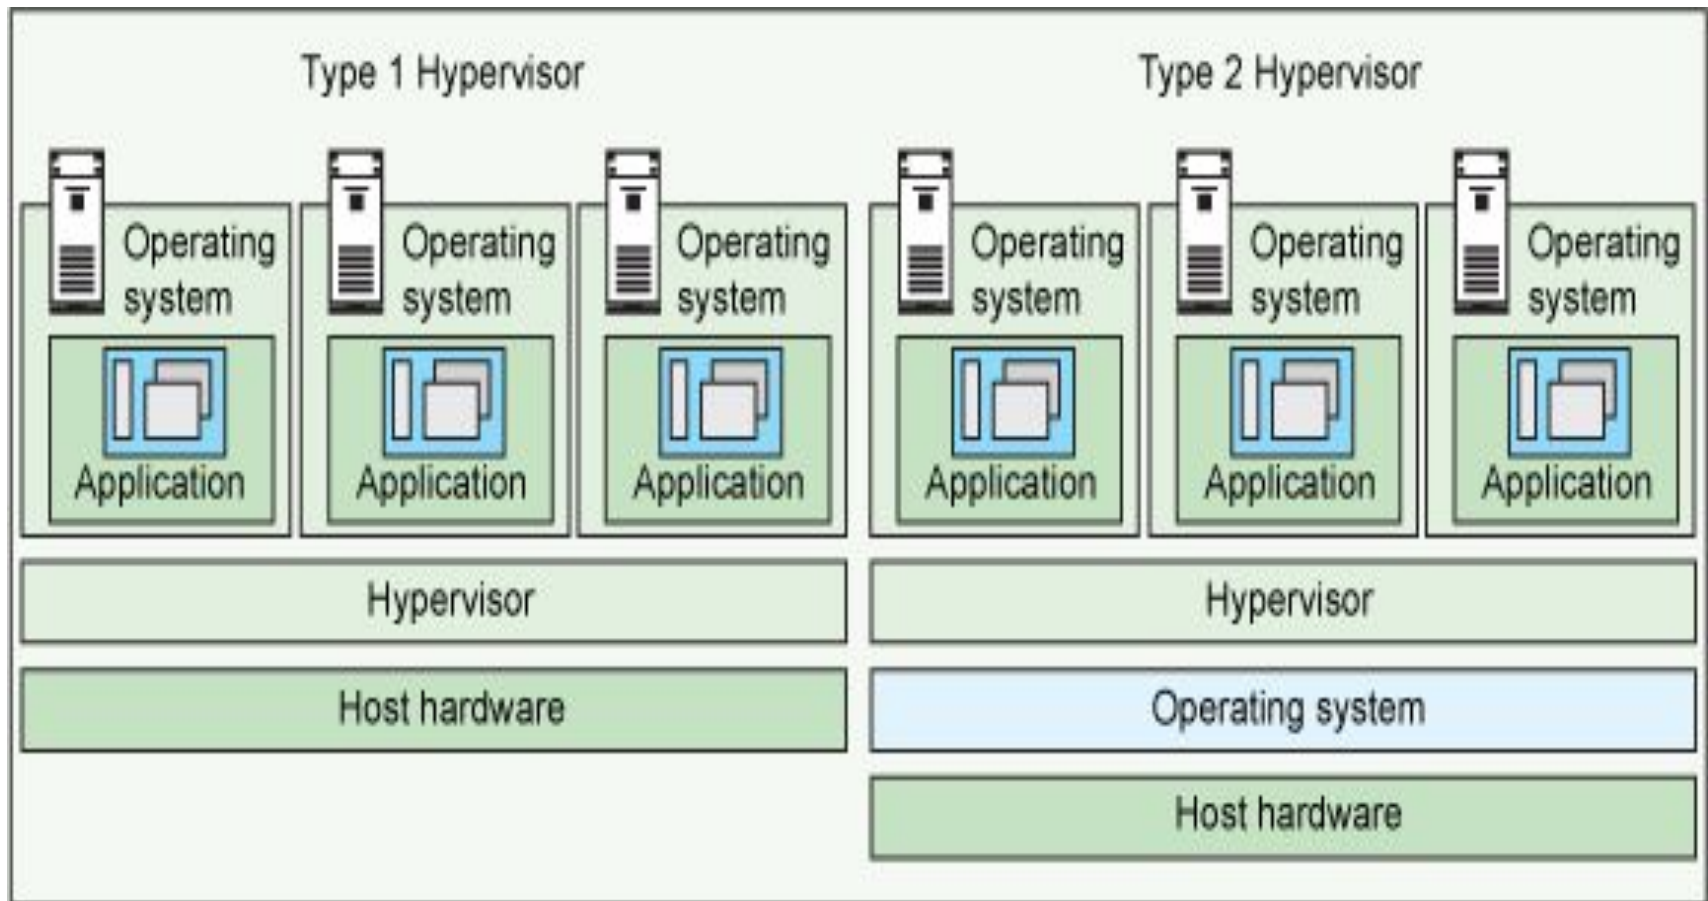 Type 1 Hypervisor
Operating
system
Application
Operating
system
Application
Operating
system
Application
Hypervisor
Host hardware
Type 2 Hypervisor
Operating
system
Application
Operating
system
Application
Operating
system
Application
Hypervisor
Operating system
Host hardware